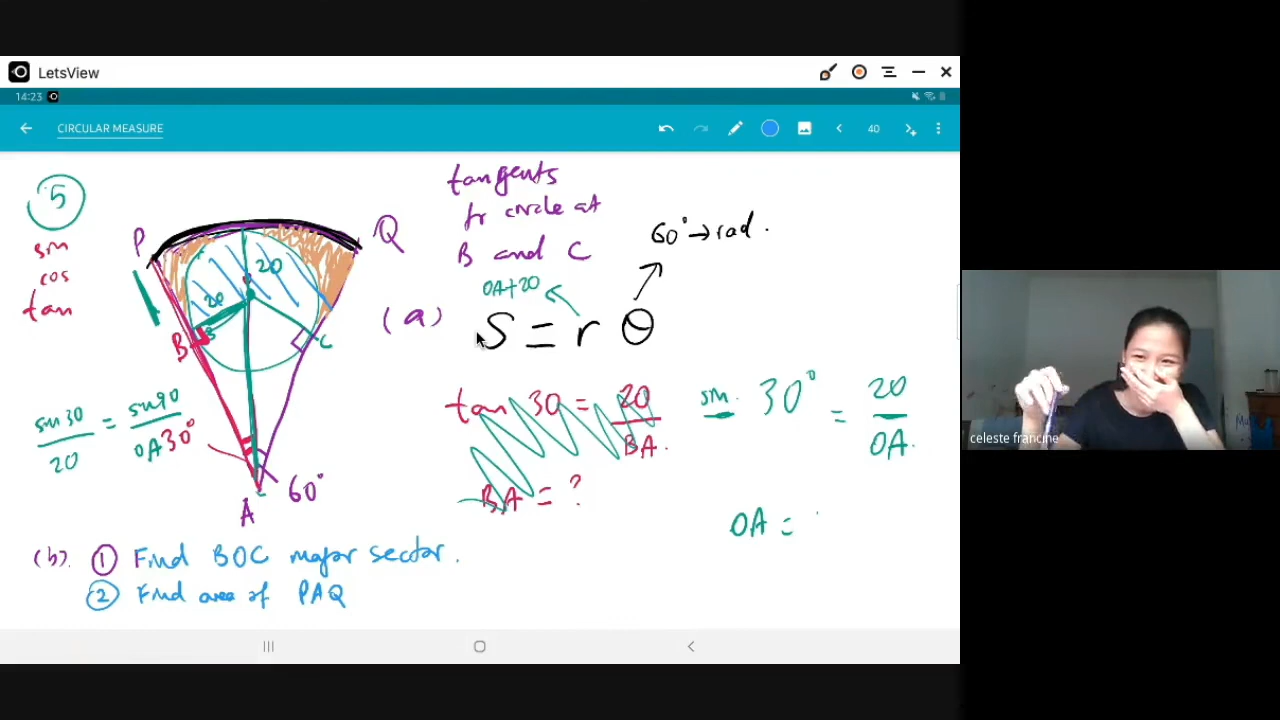 LetsView
14:23
CIRCULAR MEASURE
40
5
sin
cos
tan
P
Q
20
20
B
C
A
60°
30°
sin 30 / 20 = sin 90 / OA
tangents
to circle at
B and C
60° → rad.
OA+20
(a)
S = r θ
tan 30 = 20 / BA.
BA = ?
sin 30° = 20 / OA.
OA =
(b) ① Find BOC major sector.
② Find area of PAQ
celeste francine